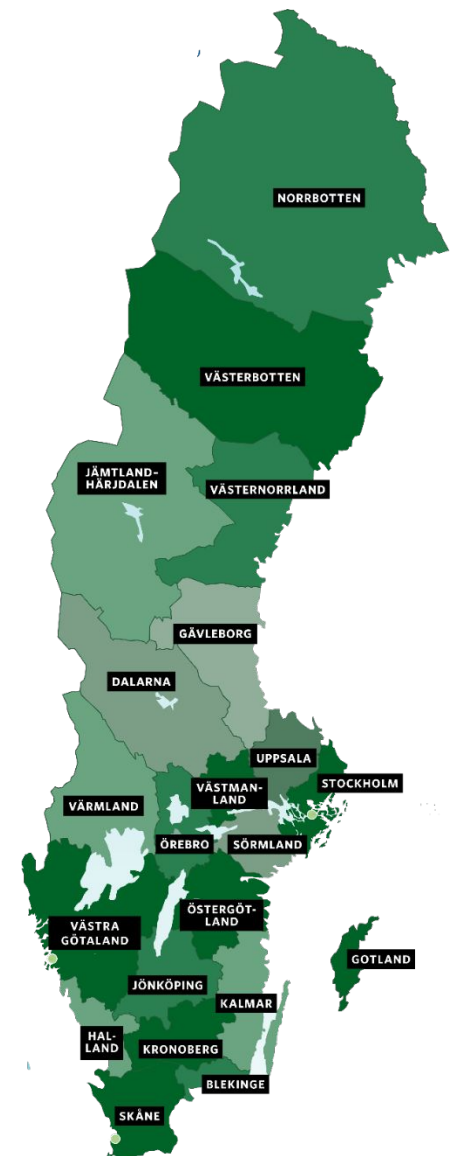 NORRBOTTEN
VÄSTERBOTTEN
JÄMTLAND-
HÄRJDALEN
VÄSTERNORRLAND
GÄVLEBORG
DALARNA
UPPSALA
STOCKHOLM
VÄSTMAN-
LAND
VÄRMLAND
ÖREBRO
SÖRMLAND
ÖSTERGÖT-
LAND
VÄSTRA
GÖTALAND
GOTLAND
JÖNKÖPING
KALMAR
HAL-
LAND
KRONOBERG
BLEKINGE
SKÅNE